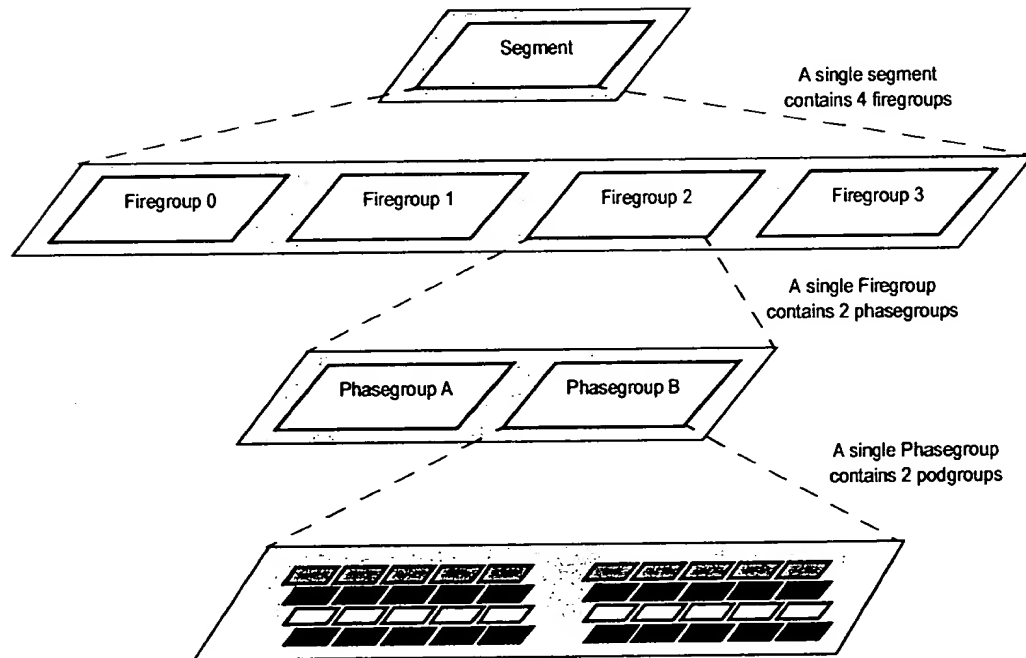 Segment
A single segment
contains 4 firegroups
Firegroup 0
Firegroup 1
Firegroup 2
Firegroup 3
A single Firegroup
contains 2 phasegroups
Phasegroup A
Phasegroup B
A single Phasegroup
contains 2 podgroups